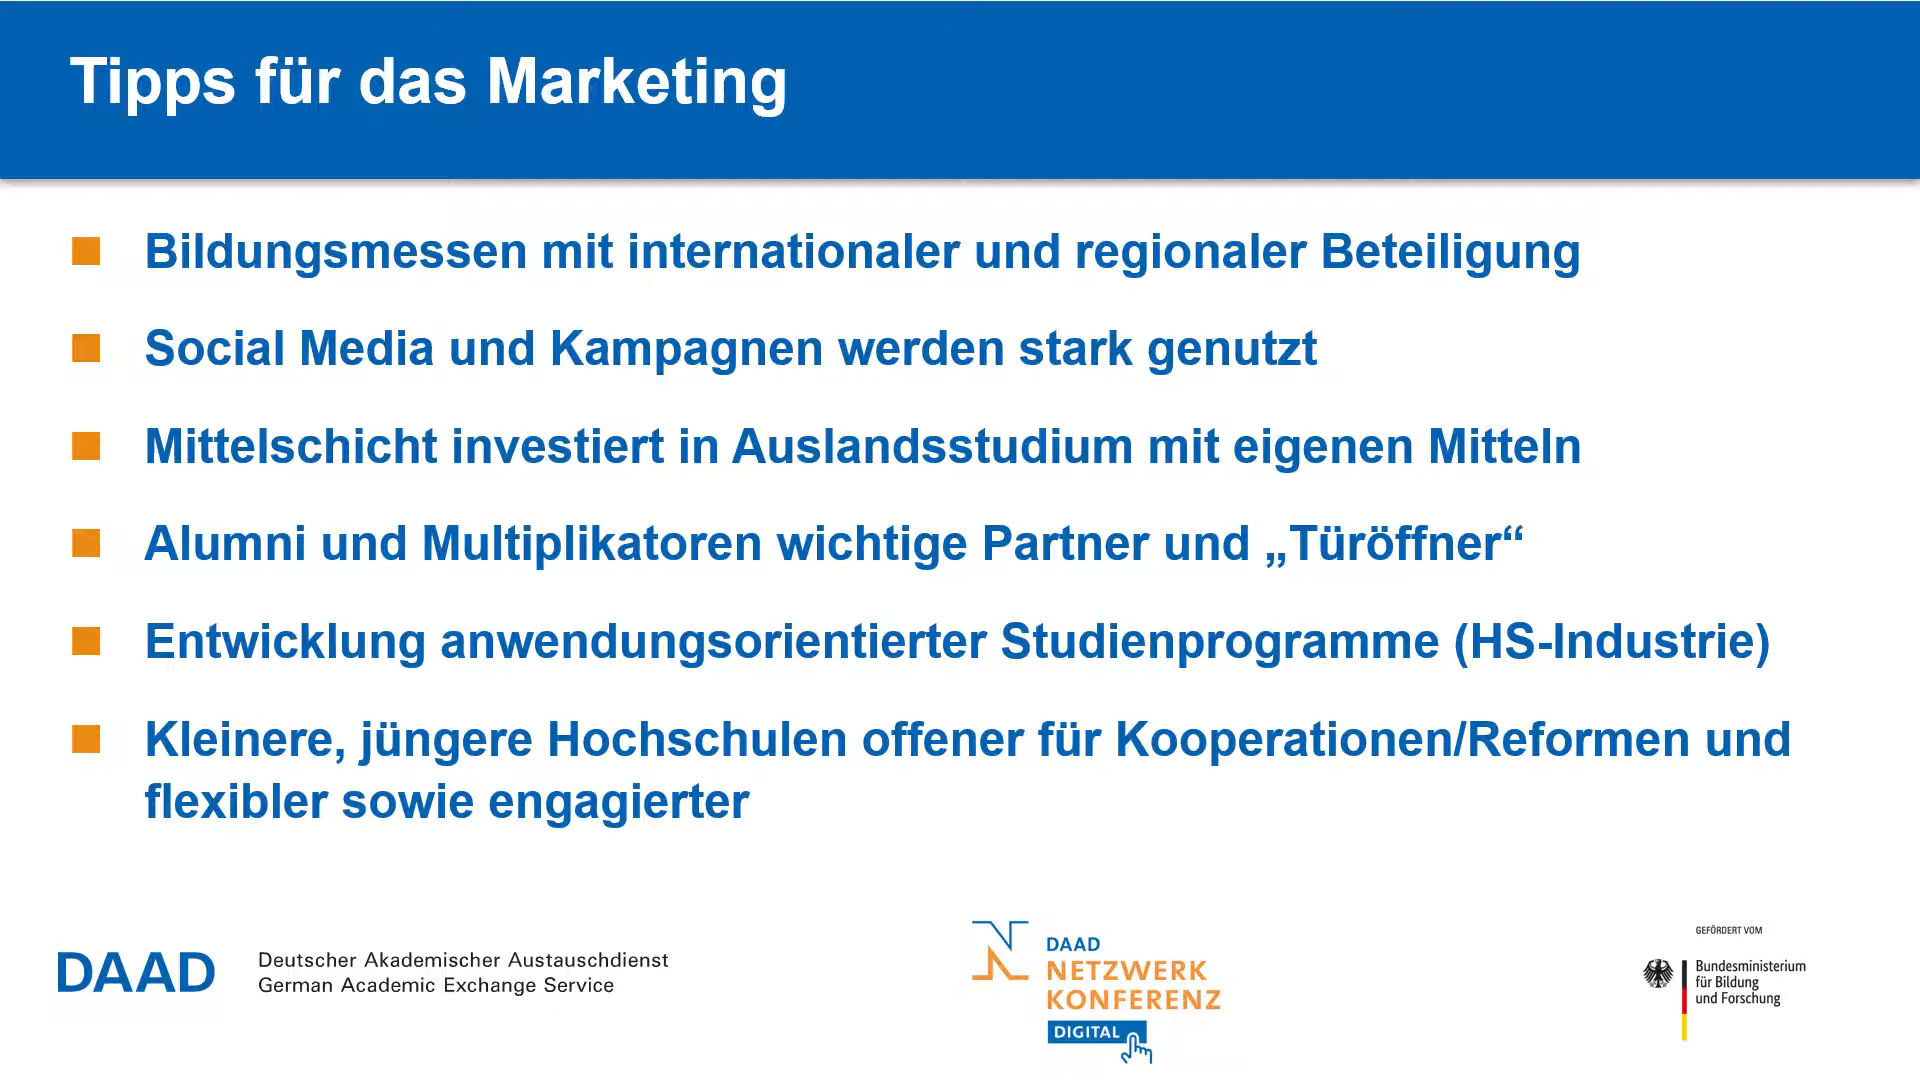 Tipps für das Marketing
Bildungsmessen mit internationaler und regionaler Beteiligung
Social Media und Kampagnen werden stark genutzt
Mittelschicht investiert in Auslandsstudium mit eigenen Mitteln
Alumni und Multiplikatoren wichtige Partner und „Türöffner“
Entwicklung anwendungsorientierter Studienprogramme (HS-Industrie)
Kleinere, jüngere Hochschulen offener für Kooperationen/Reformen und
flexibler sowie engagierter
DAAD
Deutscher Akademischer Austauschdienst
German Academic Exchange Service
DAAD
NETZWERK
KONFERENZ
DIGITAL
GEFÖRDERT VOM
Bundesministerium
für Bildung
und Forschung